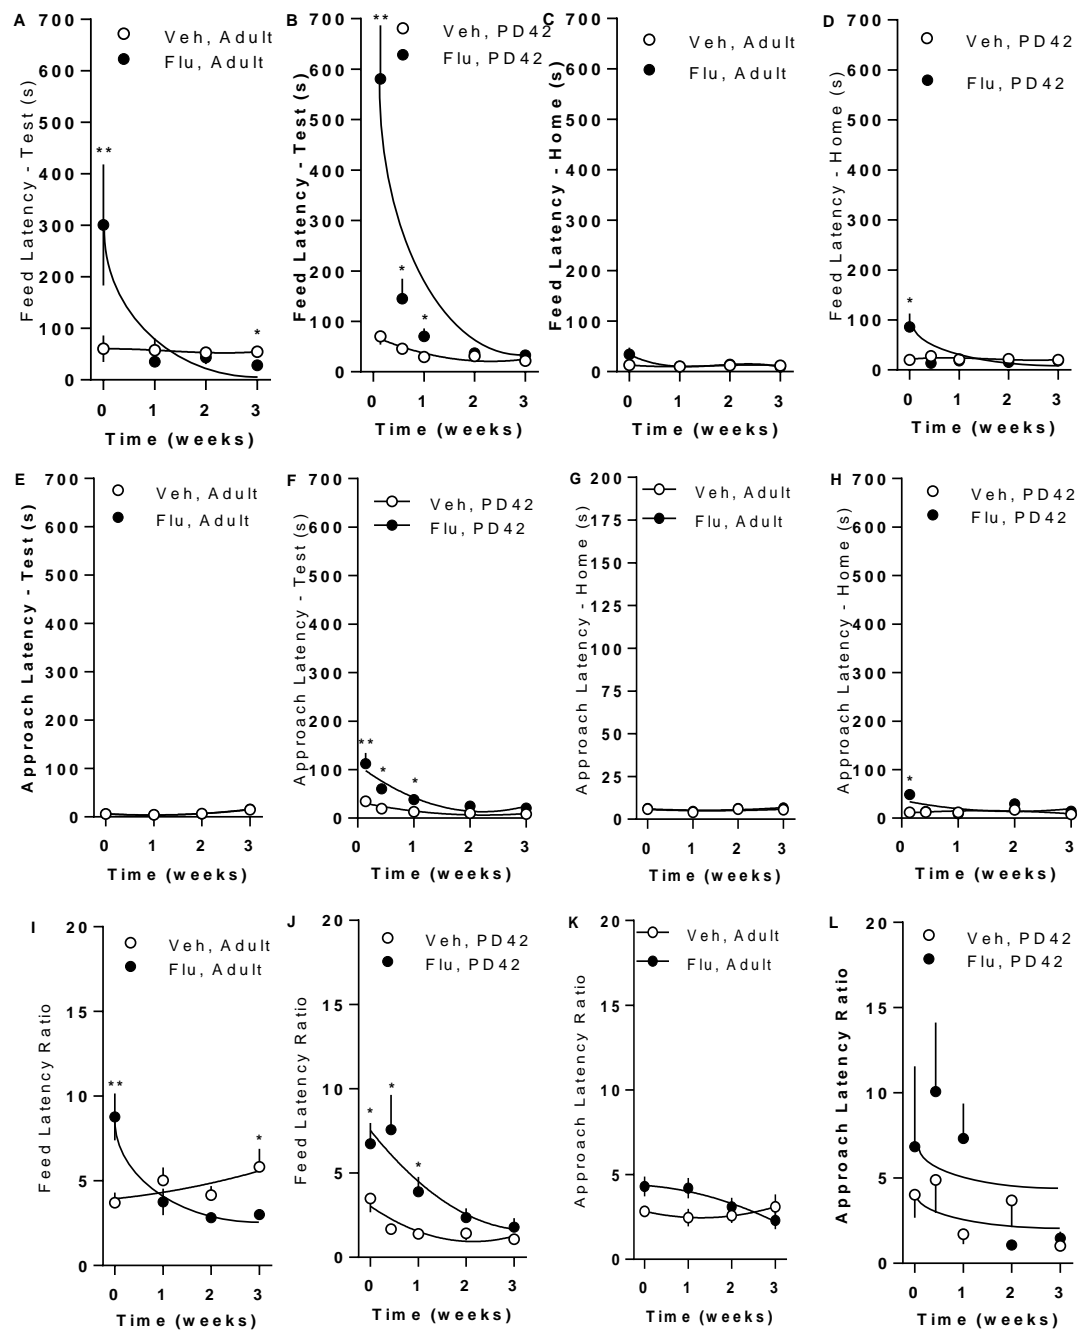 A
700
600
500
400
300
200
100
0
Feed Latency - Test (s)
Veh, Adult
Flu, Adult
**
*
0 1 2 3
Time (weeks)
B
700
600
500
400
300
200
100
0
Feed Latency - Test (s)
Veh, PD42
Flu, PD42
**
*
*
0 1 2 3
Time (weeks)
C
700
600
500
400
300
200
100
0
Feed Latency - Home (s)
Veh, Adult
Flu, Adult
0 1 2 3
Time (weeks)
D
700
600
500
400
300
200
100
0
Feed Latency - Home (s)
Veh, PD42
Flu, PD42
*
0 1 2 3
Time (weeks)
E
700
600
500
400
300
200
100
0
Approach Latency - Test (s)
Veh, Adult
Flu, Adult
0 1 2 3
Time (weeks)
F
700
600
500
400
300
200
100
0
Approach Latency - Test (s)
Veh, PD42
Flu, PD42
**
*
*
0 1 2 3
Time (weeks)
G
200
175
150
125
100
75
50
25
0
Approach Latency - Home (s)
Veh, Adult
Flu, Adult
0 1 2 3
Time (weeks)
H
700
600
500
400
300
200
100
0
Approach Latency - Home (s)
Veh, PD42
Flu, PD42
*
0 1 2 3
Time (weeks)
I
20
15
10
5
0
Feed Latency Ratio
Veh, Adult
Flu, Adult
**
*
0 1 2 3
Time (weeks)
J
20
15
10
5
0
Feed Latency Ratio
Veh, PD42
Flu, PD42
*
*
*
0 1 2 3
Time (weeks)
K
20
15
10
5
0
Approach Latency Ratio
Veh, Adult
Flu, Adult
0 1 2 3
Time (weeks)
L
20
15
10
5
0
Approach Latency Ratio
Veh, PD42
Flu, PD42
0 1 2 3
Time (weeks)